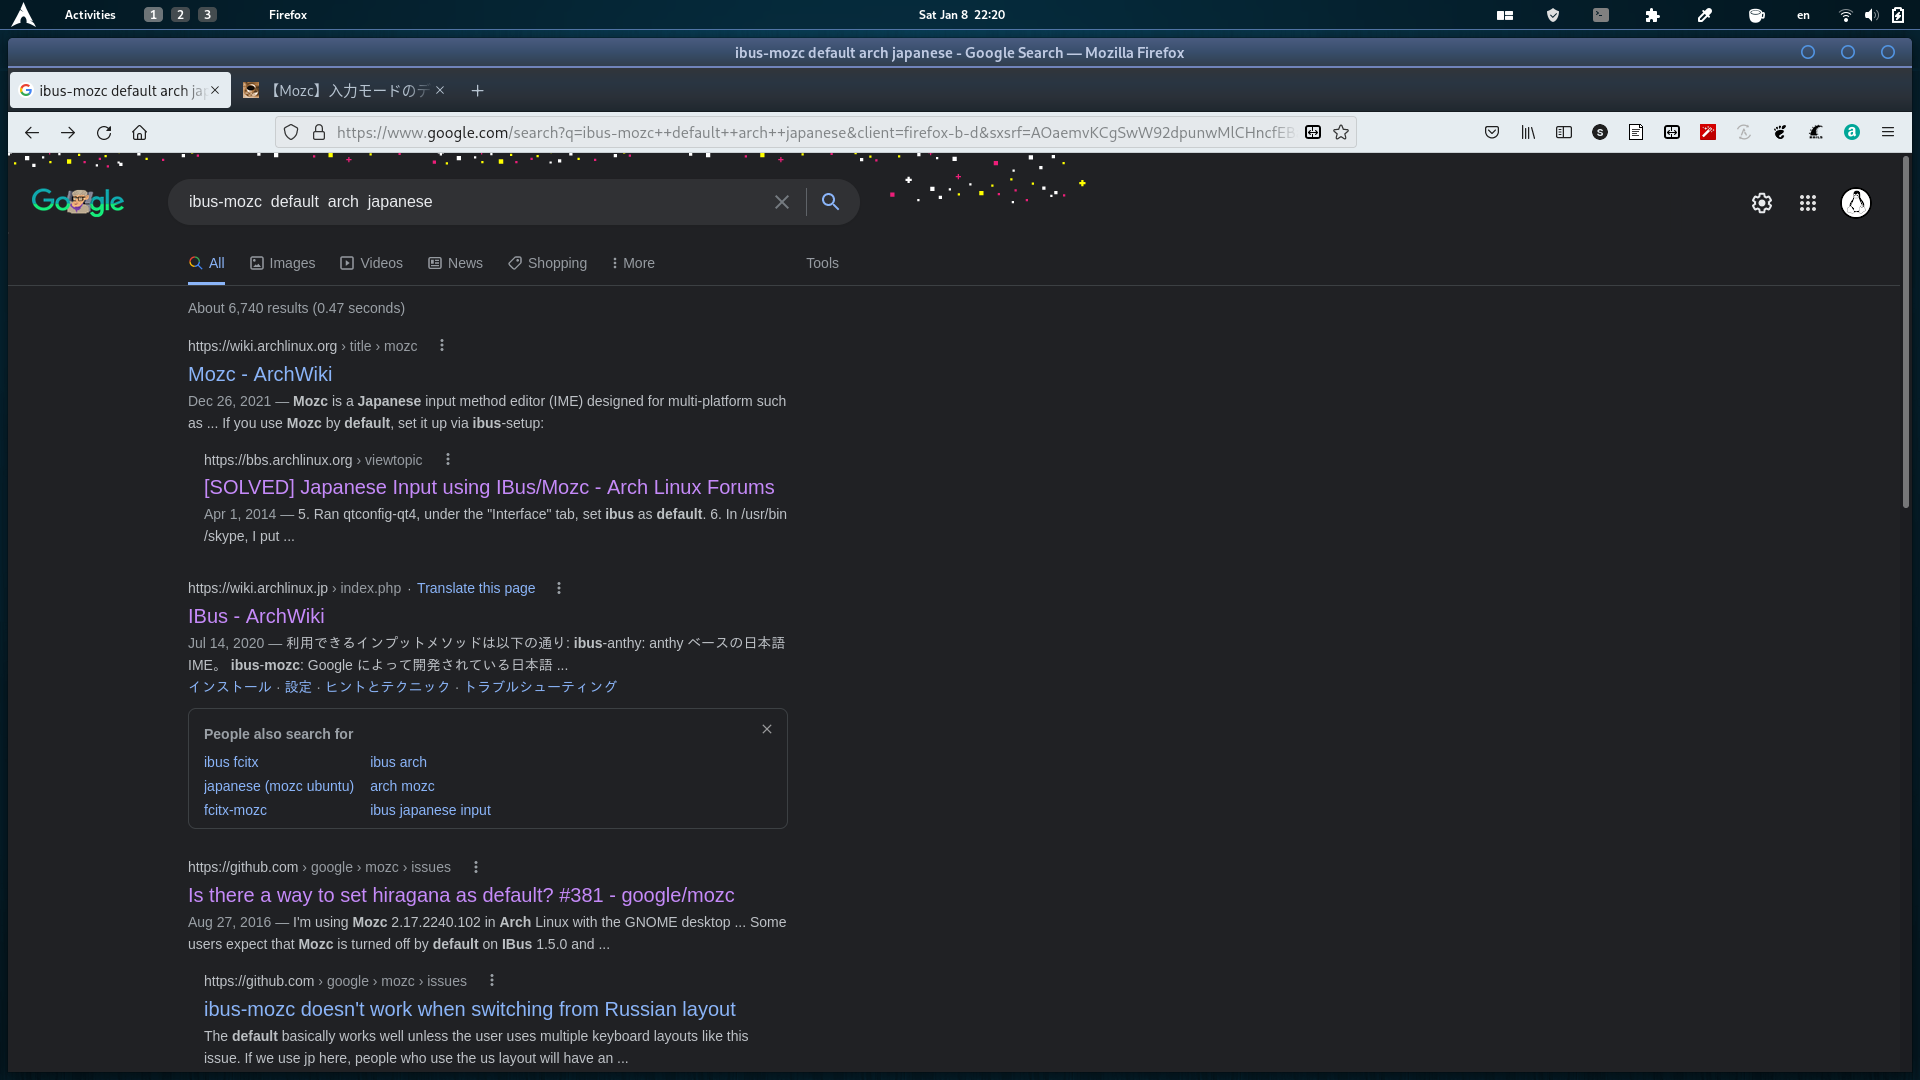 Activities 1 2 3 Firefox Sat Jan 8 22:20 en
ibus-mozc default arch japanese - Google Search — Mozilla Firefox
ibus-mozc default arch jap 【Mozc】入力モードのデ
https://www.google.com/search?q=ibus-mozc++default++arch++japanese&client=firefox-b-d&sxsrf=AOaemvKCgSwW92dpunwMlCHncfEB
Google ibus-mozc default arch japanese
All Images Videos News Shopping More Tools
About 6,740 results (0.47 seconds)
https://wiki.archlinux.org › title › mozc
Mozc - ArchWiki
Dec 26, 2021 — Mozc is a Japanese input method editor (IME) designed for multi-platform such
as ... If you use Mozc by default, set it up via ibus-setup:
https://bbs.archlinux.org › viewtopic
[SOLVED] Japanese Input using IBus/Mozc - Arch Linux Forums
Apr 1, 2014 — 5. Ran qtconfig-qt4, under the "Interface" tab, set ibus as default. 6. In /usr/bin
/skype, I put ...
https://wiki.archlinux.jp › index.php · Translate this page
IBus - ArchWiki
Jul 14, 2020 — 利用できるインプットメソッドは以下の通り: ibus-anthy: anthy ベースの日本語
IME。 ibus-mozc: Google によって開発されている日本語 ...
インストール · 設定 · ヒントとテクニック · トラブルシューティング
People also search for
ibus fcitx ibus arch
japanese (mozc ubuntu) arch mozc
fcitx-mozc ibus japanese input
https://github.com › google › mozc › issues
Is there a way to set hiragana as default? #381 - google/mozc
Aug 27, 2016 — I'm using Mozc 2.17.2240.102 in Arch Linux with the GNOME desktop ... Some
users expect that Mozc is turned off by default on IBus 1.5.0 and ...
https://github.com › google › mozc › issues
ibus-mozc doesn't work when switching from Russian layout
The default basically works well unless the user uses multiple keyboard layouts like this
issue. If we use jp here, people who use the us layout will have an ...